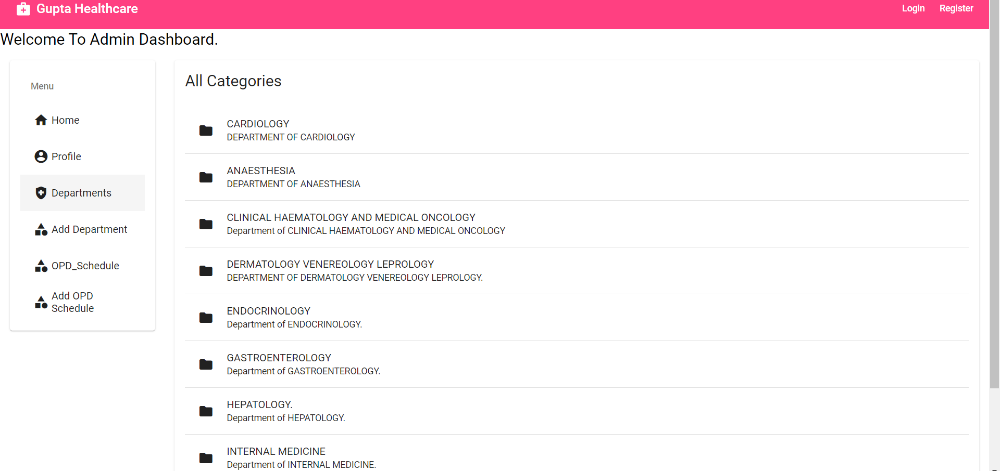 Gupta Healthcare
Login
Register
Welcome To Admin Dashboard.
Menu
Home
Profile
Departments
Add Department
OPD_Schedule
Add OPD
Schedule
All Categories
CARDIOLOGY
DEPARTMENT OF CARDIOLOGY
ANAESTHESIA
DEPARTMENT OF ANAESTHESIA
CLINICAL HAEMATOLOGY AND MEDICAL ONCOLOGY
Department of CLINICAL HAEMATOLOGY AND MEDICAL ONCOLOGY
DERMATOLOGY VENEREOLOGY LEPROLOGY
DEPARTMENT OF DERMATOLOGY VENEREOLOGY LEPROLOGY.
ENDOCRINOLOGY
Department of ENDOCRINOLOGY.
GASTROENTEROLOGY
Department of GASTROENTEROLOGY.
HEPATOLOGY.
Department of HEPATOLOGY.
INTERNAL MEDICINE
Department of INTERNAL MEDICINE.